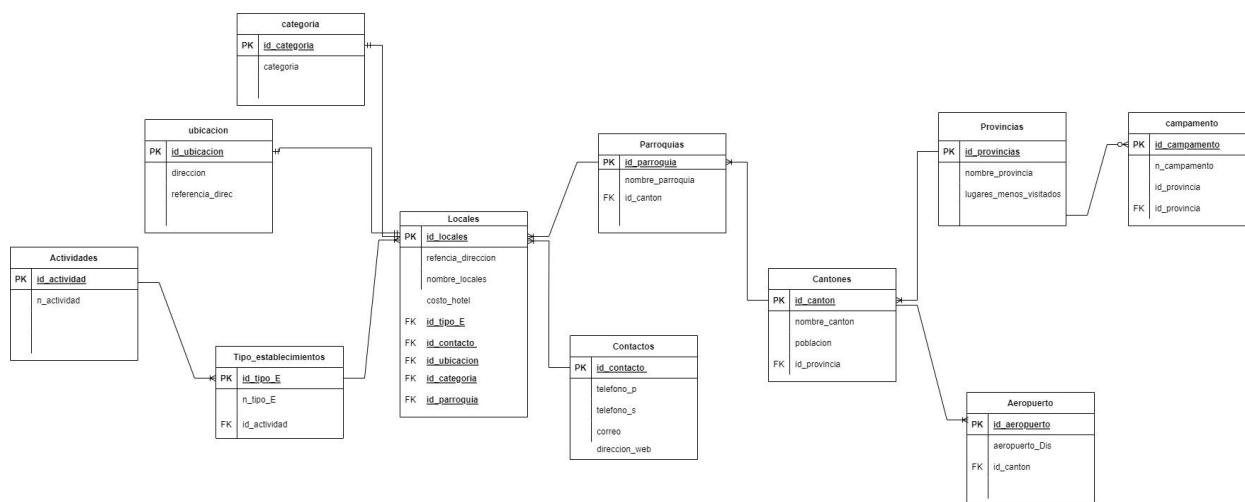 categoria
PK id_categoria
categoria
ubicacion
PK id_ubicacion
direccion
referencia_direc
Actividades
PK id_actividad
n_actividad
Tipo_establecimientos
PK id_tipo_E
n_tipo_E
FK id_actividad
Locales
PK id_locales
refencia_direccion
nombre_locales
costo_hotel
FK id_tipo_E
FK id_contacto
FK id_ubicacion
FK id_categoria
FK id_parroquia
Parroquias
PK id_parroquia
nombre_parroquia
FK id_canton
Contactos
PK id_contacto
telefono_p
telefono_s
correo
direccion_web
Cantones
PK id_canton
nombre_canton
poblacion
FK id_provincia
Provincias
PK id_provincias
nombre_provincia
lugares_menos_visitados
campamento
PK id_campamento
n_campamento
id_provincia
FK id_provincia
Aeropuerto
PK id_aeropuerto
aeropuerto_Dis
FK id_canton